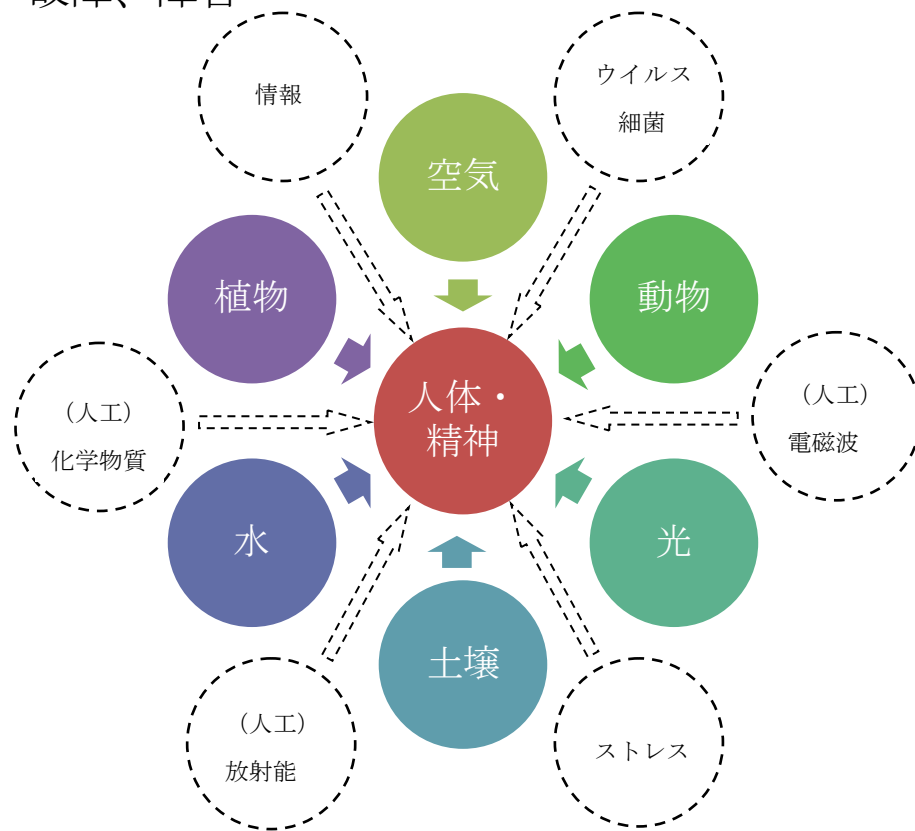 情報
ウイルス
細菌
空気
植物
動物
(人工)
化学物質
人体・
精神
(人工)
電磁波
水
光
土壌
(人工)
放射能
ストレス